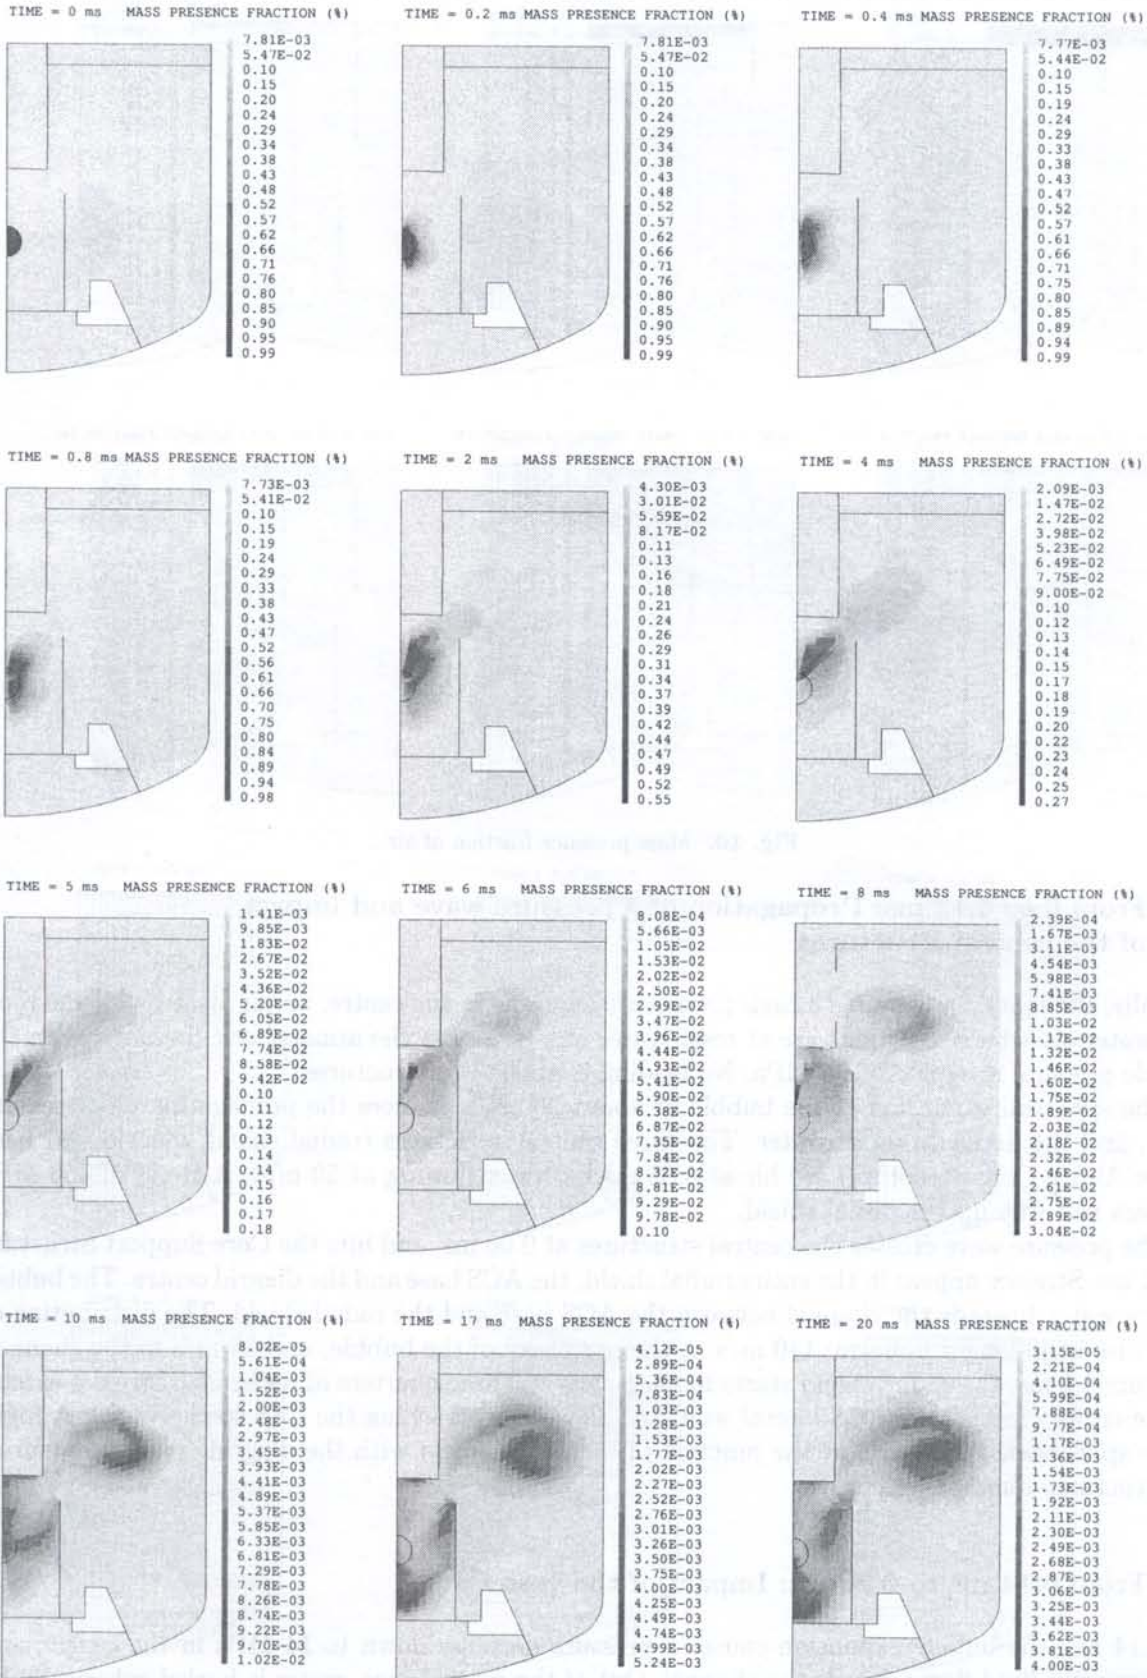 TIME = 0 ms MASS PRESENCE FRACTION (%)
7.81E-03
5.47E-02
0.10
0.15
0.20
0.24
0.29
0.34
0.38
0.43
0.48
0.52
0.57
0.62
0.66
0.71
0.76
0.80
0.85
0.90
0.95
0.99
TIME = 0.2 ms MASS PRESENCE FRACTION (%)
7.81E-03
5.47E-02
0.10
0.15
0.20
0.24
0.29
0.34
0.38
0.43
0.48
0.52
0.57
0.62
0.66
0.71
0.76
0.80
0.85
0.90
0.95
0.99
TIME = 0.4 ms MASS PRESENCE FRACTION (%)
7.77E-03
5.44E-02
0.10
0.15
0.19
0.24
0.29
0.33
0.38
0.43
0.47
0.52
0.57
0.61
0.66
0.71
0.75
0.80
0.85
0.89
0.94
0.99
TIME = 0.8 ms MASS PRESENCE FRACTION (%)
7.73E-03
5.41E-02
0.10
0.15
0.19
0.24
0.29
0.33
0.38
0.43
0.47
0.52
0.56
0.61
0.66
0.70
0.75
0.80
0.84
0.89
0.94
0.98
TIME = 2 ms MASS PRESENCE FRACTION (%)
4.30E-03
3.01E-02
5.59E-02
8.17E-02
0.11
0.13
0.16
0.18
0.21
0.24
0.26
0.29
0.31
0.34
0.37
0.39
0.42
0.44
0.47
0.49
0.52
0.55
TIME = 4 ms MASS PRESENCE FRACTION (%)
2.09E-03
1.47E-02
2.72E-02
3.98E-02
5.23E-02
6.49E-02
7.75E-02
9.00E-02
0.10
0.12
0.13
0.14
0.15
0.17
0.18
0.19
0.20
0.22
0.23
0.24
0.25
0.27
TIME = 5 ms MASS PRESENCE FRACTION (%)
1.41E-03
9.85E-03
1.83E-02
2.67E-02
3.52E-02
4.36E-02
5.20E-02
6.05E-02
6.89E-02
7.74E-02
8.58E-02
9.42E-02
0.10
0.11
0.12
0.13
0.14
0.14
0.15
0.16
0.17
0.18
TIME = 6 ms MASS PRESENCE FRACTION (%)
8.08E-04
5.66E-03
1.05E-02
1.53E-02
2.02E-02
2.50E-02
2.99E-02
3.47E-02
3.96E-02
4.44E-02
4.93E-02
5.41E-02
5.90E-02
6.38E-02
6.87E-02
7.35E-02
7.84E-02
8.32E-02
8.81E-02
9.29E-02
9.78E-02
0.10
TIME = 8 ms MASS PRESENCE FRACTION (%)
2.39E-04
1.67E-03
3.11E-03
4.54E-03
5.98E-03
7.41E-03
8.85E-03
1.03E-02
1.17E-02
1.32E-02
1.46E-02
1.60E-02
1.75E-02
1.89E-02
2.03E-02
2.18E-02
2.32E-02
2.46E-02
2.61E-02
2.75E-02
2.89E-02
3.04E-02
TIME = 10 ms MASS PRESENCE FRACTION (%)
8.02E-05
5.61E-04
1.04E-03
1.52E-03
2.00E-03
2.48E-03
2.97E-03
3.45E-03
3.93E-03
4.41E-03
4.89E-03
5.37E-03
5.85E-03
6.33E-03
6.81E-03
7.29E-03
7.78E-03
8.26E-03
8.74E-03
9.22E-03
9.70E-03
1.02E-02
TIME = 17 ms MASS PRESENCE FRACTION (%)
4.12E-05
2.89E-04
5.36E-04
7.83E-04
1.03E-03
1.28E-03
1.53E-03
1.77E-03
2.02E-03
2.27E-03
2.52E-03
2.76E-03
3.01E-03
3.26E-03
3.50E-03
3.75E-03
4.00E-03
4.25E-03
4.49E-03
4.74E-03
4.99E-03
5.24E-03
TIME = 20 ms MASS PRESENCE FRACTION (%)
3.15E-05
2.21E-04
4.10E-04
5.99E-04
7.88E-04
9.77E-04
1.17E-03
1.36E-03
1.54E-03
1.73E-03
1.92E-03
2.11E-03
2.30E-03
2.49E-03
2.68E-03
2.87E-03
3.06E-03
3.25E-03
3.44E-03
3.62E-03
3.81E-03
4.00E-03